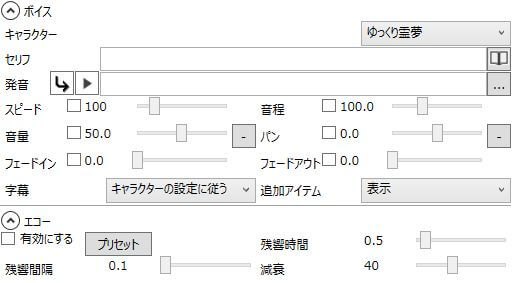 ボイス
キャラクター ゆっくり霊夢
セリフ
発音 ...
スピード 100 音程 100.0
音量 50.0 - パン 0.0 -
フェードイン 0.0 フェードアウト 0.0
字幕 キャラクターの設定に従う 追加アイテム 表示
エコー
有効にする プリセット 残響時間 0.5
残響間隔 0.1 減衰 40